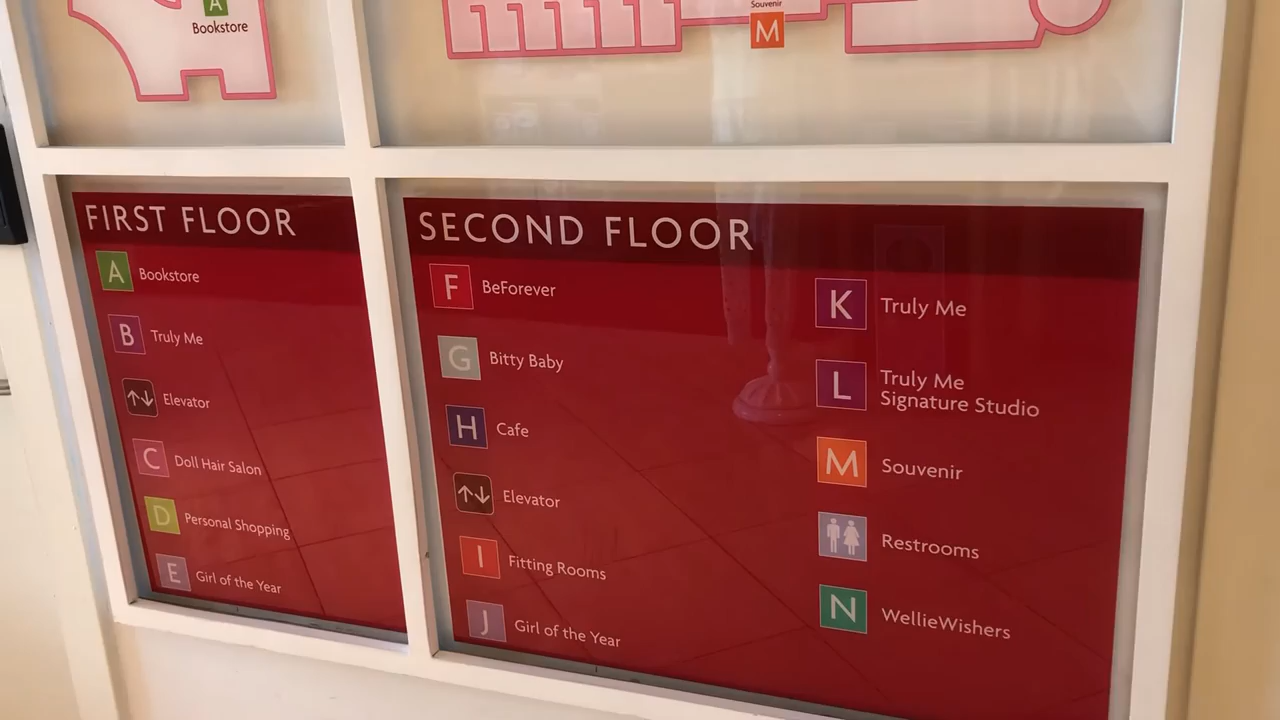 A
Bookstore
Souvenir
M
FIRST FLOOR
A Bookstore
B Truly Me
Elevator
C Doll Hair Salon
D Personal Shopping
E Girl of the Year
SECOND FLOOR
F BeForever
G Bitty Baby
H Cafe
Elevator
I Fitting Rooms
J Girl of the Year
K Truly Me
L Truly Me
Signature Studio
M Souvenir
Restrooms
N WellieWishers